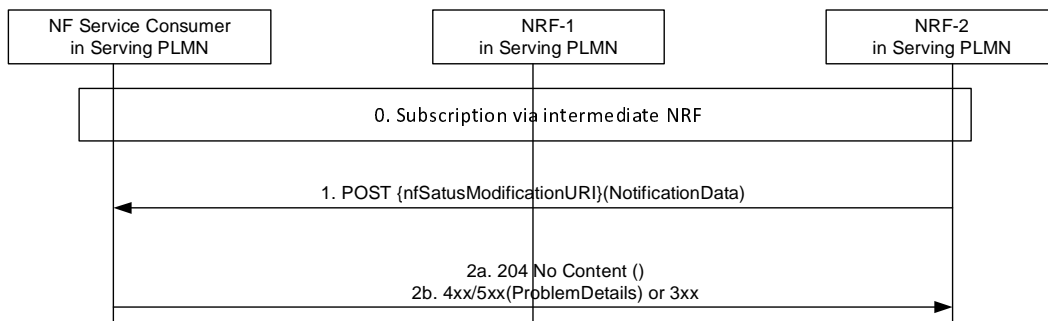 NF Service Consumer
in Serving PLMN
NRF-1
in Serving PLMN
NRF-2
in Serving PLMN
0. Subscription via intermediate NRF
1. POST {nfSatusModificationURI}(NotificationData)
2a. 204 No Content ()
2b. 4xx/5xx(ProblemDetails) or 3xx